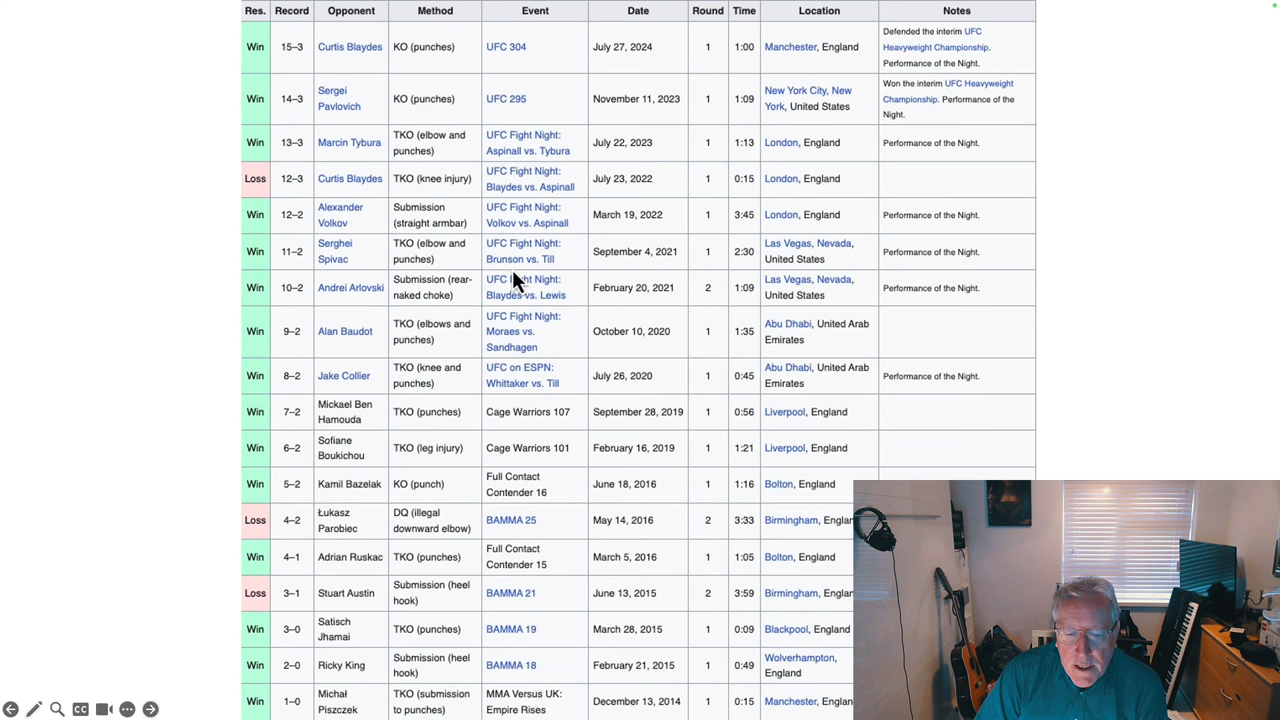 Res. Record Opponent Method Event Date Round Time Location Notes
Win 15–3 Curtis Blaydes KO (punches) UFC 304 July 27, 2024 1 1:00 Manchester, England Defended the interim UFC
Heavyweight Championship.
Performance of the Night.
Win 14–3 Sergei KO (punches) UFC 295 November 11, 2023 1 1:09 New York City, New Won the interim UFC Heavyweight
Pavlovich York, United States Championship. Performance of the
Night.
Win 13–3 Marcin Tybura TKO (elbow and UFC Fight Night: July 22, 2023 1 1:13 London, England Performance of the Night.
punches) Aspinall vs. Tybura
Loss 12–3 Curtis Blaydes TKO (knee injury) UFC Fight Night: July 23, 2022 1 0:15 London, England
Blaydes vs. Aspinall
Win 12–2 Alexander Submission UFC Fight Night: March 19, 2022 1 3:45 London, England Performance of the Night.
Volkov (straight armbar) Volkov vs. Aspinall
Win 11–2 Serghei TKO (elbow and UFC Fight Night: September 4, 2021 1 2:30 Las Vegas, Nevada, Performance of the Night.
Spivac punches) Brunson vs. Till United States
Win 10–2 Andrei Arlovski Submission (rear- UFC Fight Night: February 20, 2021 2 1:09 Las Vegas, Nevada, Performance of the Night.
naked choke) Blaydes vs. Lewis United States
Win 9–2 Alan Baudot TKO (elbows and UFC Fight Night: October 10, 2020 1 1:35 Abu Dhabi, United Arab
punches) Moraes vs. Emirates
Sandhagen
Win 8–2 Jake Collier TKO (knee and UFC on ESPN: July 26, 2020 1 0:45 Abu Dhabi, United Arab Performance of the Night.
punches) Whittaker vs. Till Emirates
Win 7–2 Mickael Ben TKO (punches) Cage Warriors 107 September 28, 2019 1 0:56 Liverpool, England
Hamouda
Win 6–2 Sofiane TKO (leg injury) Cage Warriors 101 February 16, 2019 1 1:21 Liverpool, England
Boukichou
Win 5–2 Kamil Bazelak KO (punch) Full Contact June 18, 2016 1 1:16 Bolton, England
Contender 16
Loss 4–2 Łukasz DQ (illegal BAMMA 25 May 14, 2016 2 3:33 Birmingham, Englan
Parobiec downward elbow)
Win 4–1 Adrian Ruskac TKO (punches) Full Contact March 5, 2016 1 1:05 Bolton, England
Contender 15
Loss 3–1 Stuart Austin Submission (heel BAMMA 21 June 13, 2015 2 3:59 Birmingham, Englan
hook)
Win 3–0 Satisch TKO (punches) BAMMA 19 March 28, 2015 1 0:09 Blackpool, England
Jhamai
Win 2–0 Ricky King Submission (heel BAMMA 18 February 21, 2015 1 0:49 Wolverhampton,
hook) England
Win 1–0 Michał TKO (submission MMA Versus UK: December 13, 2014 1 0:15 Manchester, Englan
Piszczek to punches) Empire Rises
CC